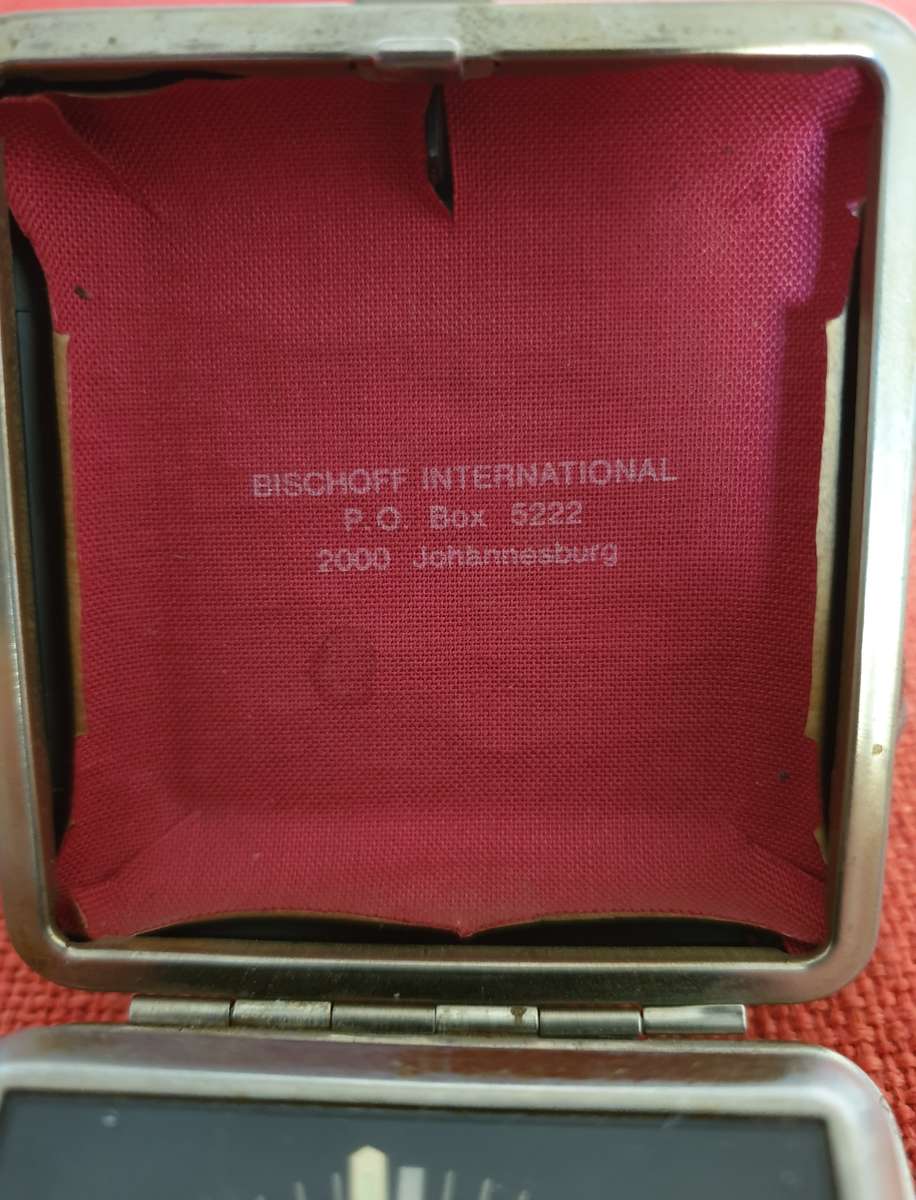 BISCHOFF INTERNATIONAL
P.O. Box 5222
2000 Johannesburg